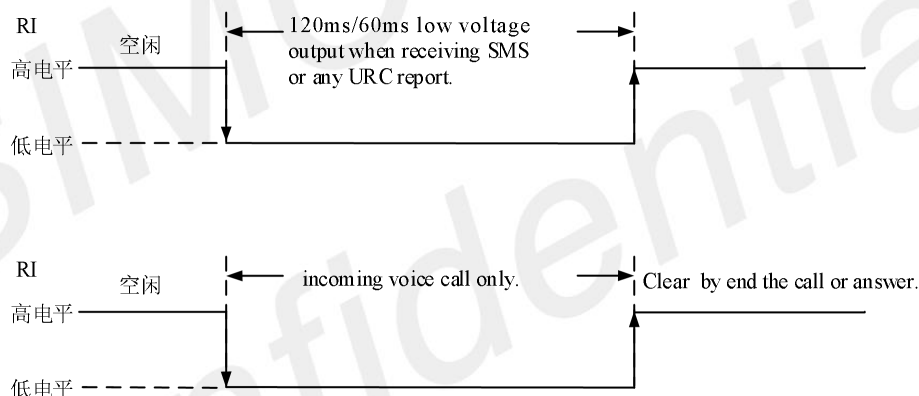 RI
空闲
120ms/60ms low voltage
output when receiving SMS
or any URC report.
高电平
低电平
RI
空闲
incoming voice call only.
Clear by end the call or answer.
高电平
低电平